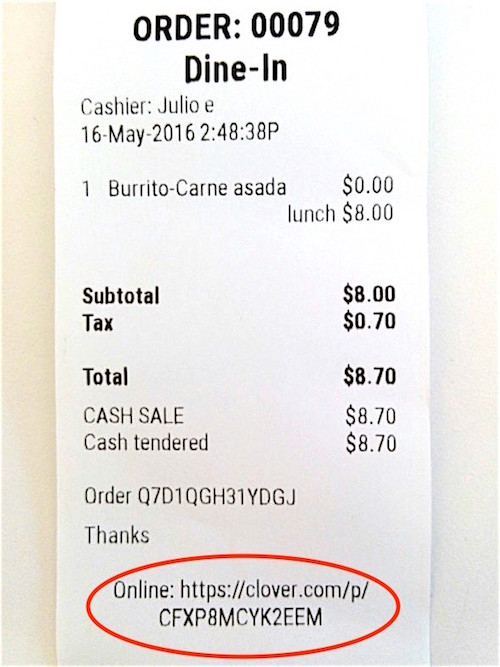 ORDER: 00079
Dine-In
Cashier: Julio e
16-May-2016 2:48:38P
1 Burrito-Carne asada $0.00
lunch $8.00
Subtotal $8.00
Tax $0.70
Total $8.70
CASH SALE $8.70
Cash tendered $8.70
Order Q7D1QGH31YDGJ
Thanks
Online: https://clover.com/p/
CFXP8MCYK2EEM